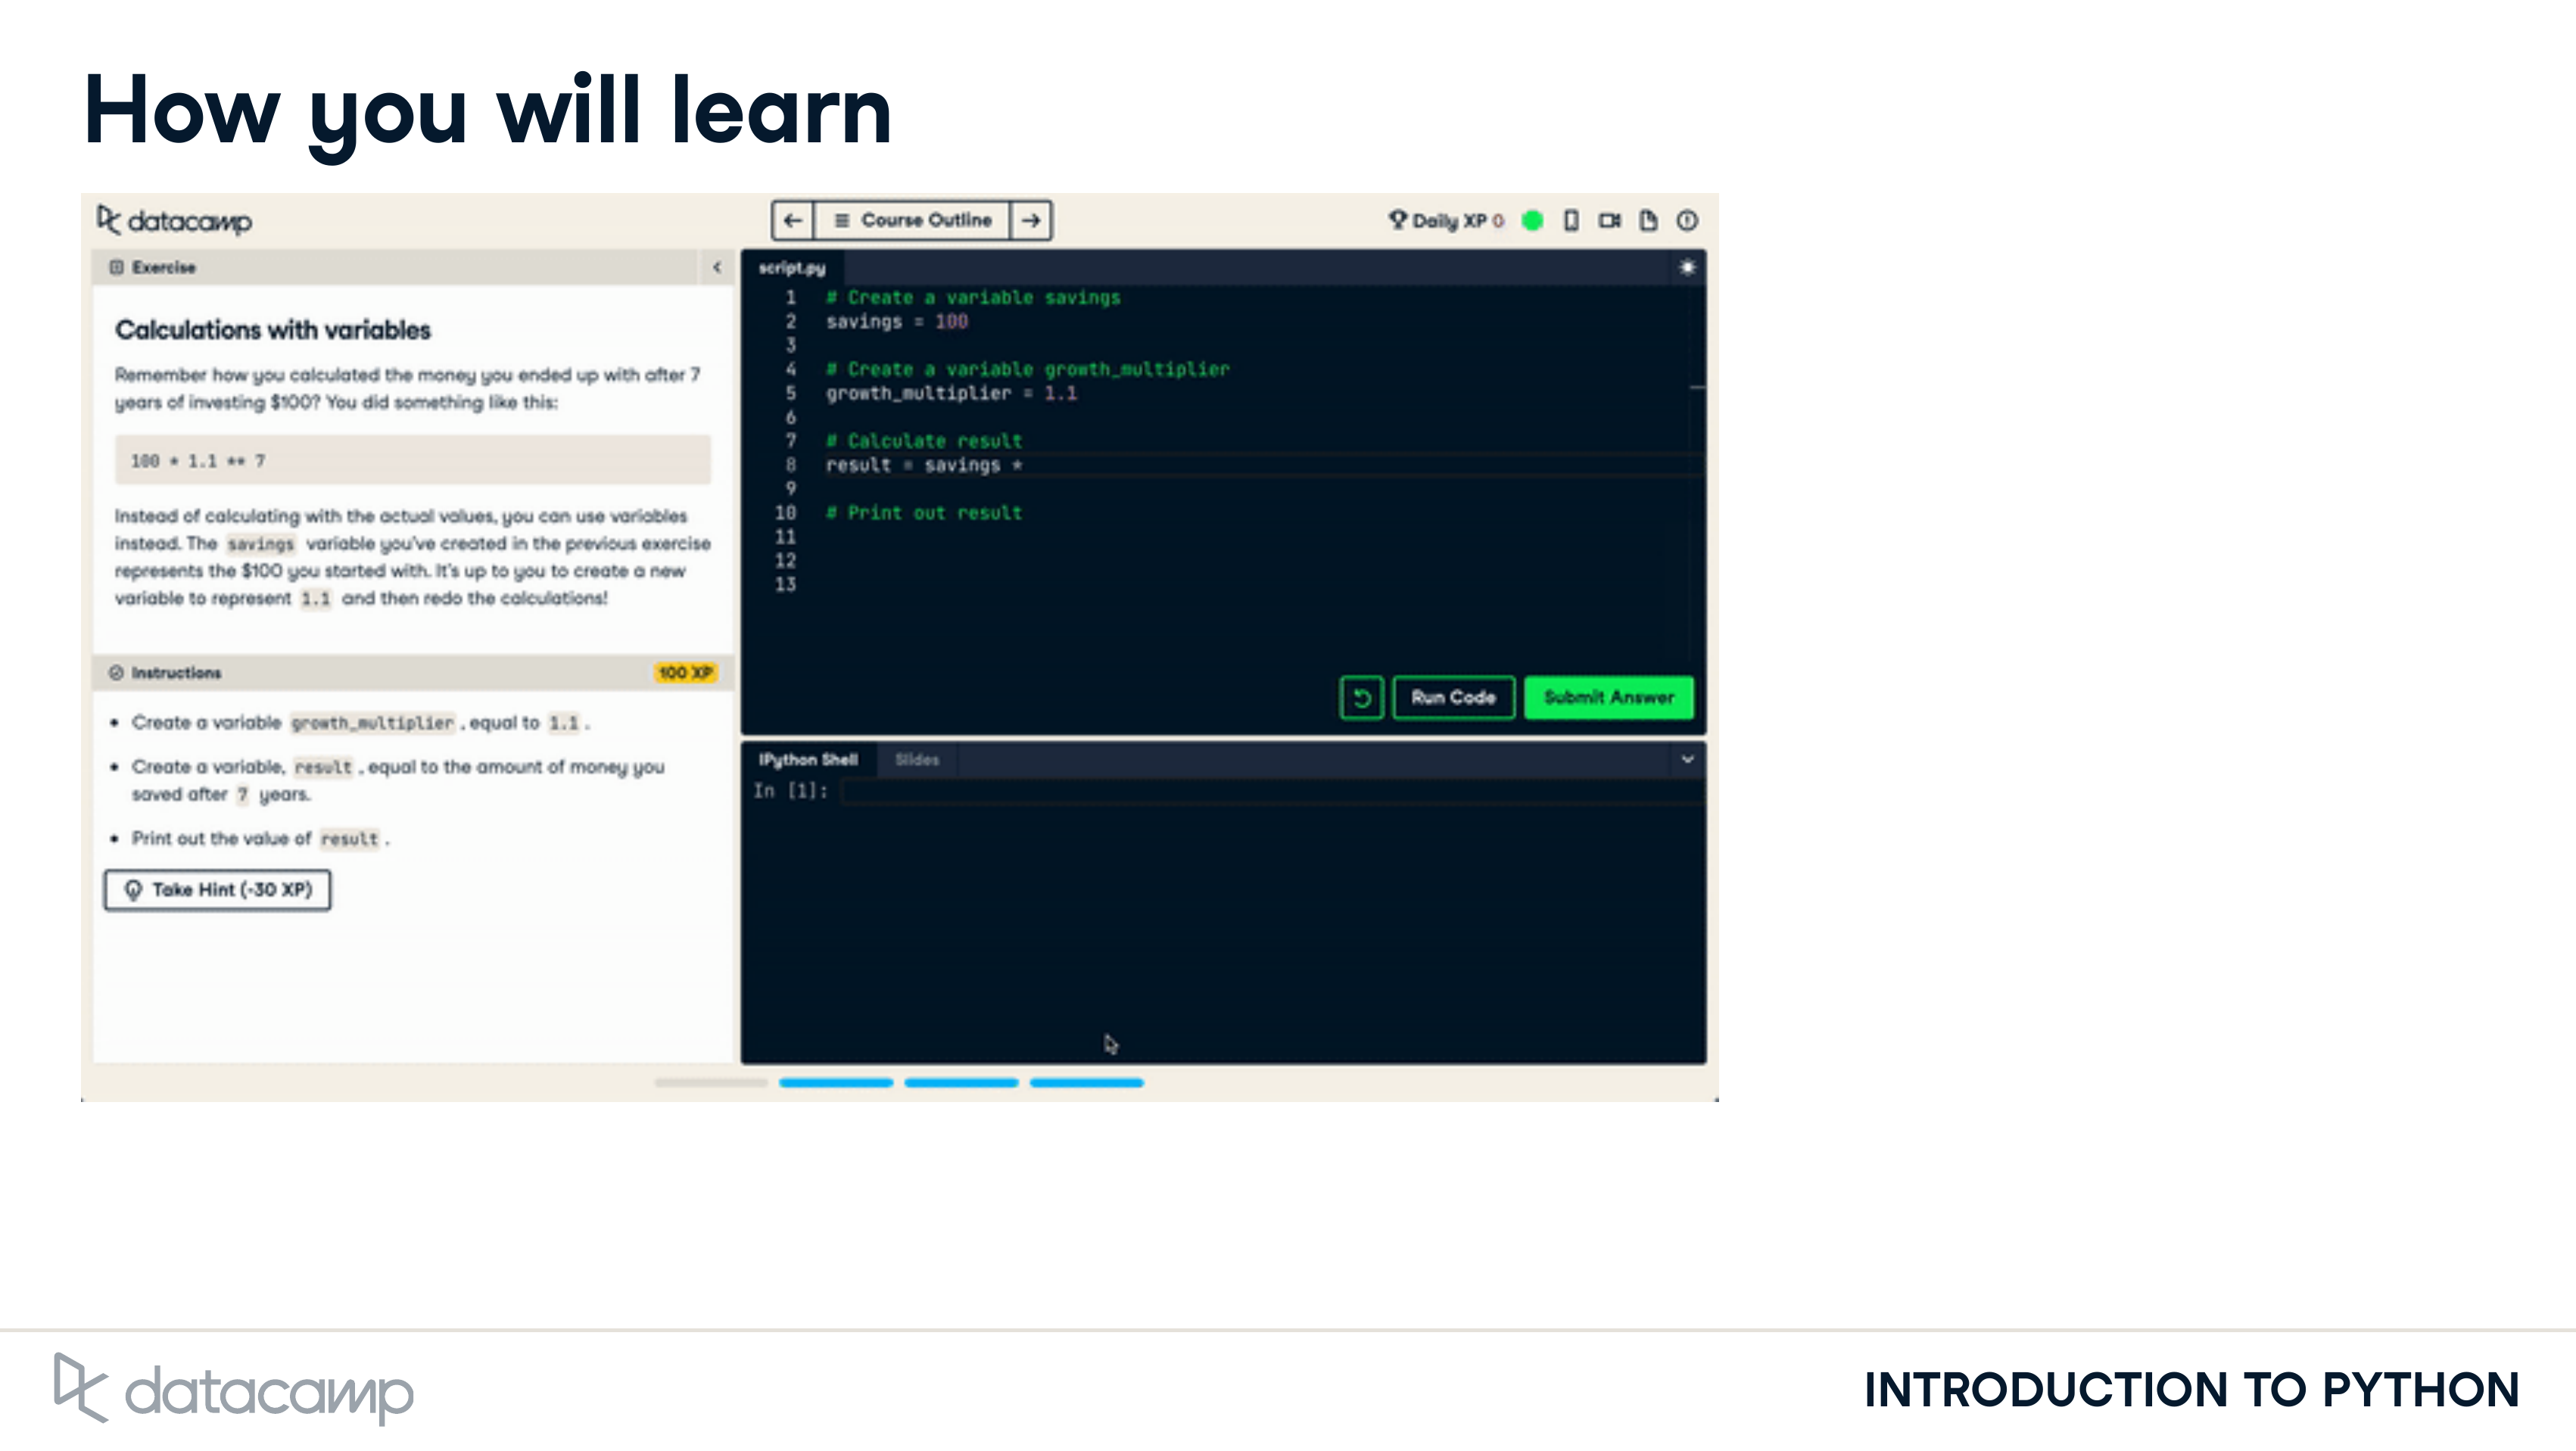 How you will learn
datacamp
Course Outline
Daily XP 0
Exercise
Calculations with variables
Remember how you calculated the money you ended up with after 7
years of investing $100? You did something like this:
100 * 1.1 ** 7
Instead of calculating with the actual values, you can use variables
instead. The savings variable you've created in the previous exercise
represents the $100 you started with. It's up to you to create a new
variable to represent 1.1 and then redo the calculations!
Instructions
100 XP
• Create a variable growth_multiplier , equal to 1.1 .
• Create a variable, result , equal to the amount of money you
saved after 7 years.
• Print out the value of result .
Take Hint (-30 XP)
script.py
1 # Create a variable savings
2 savings = 100
3
4 # Create a variable growth_multiplier
5 growth_multiplier = 1.1
6
7 # Calculate result
8 result = savings *
9
10 # Print out result
11
12
13
Run Code
Submit Answer
IPython Shell
Slides
In [1]:
datacamp
INTRODUCTION TO PYTHON